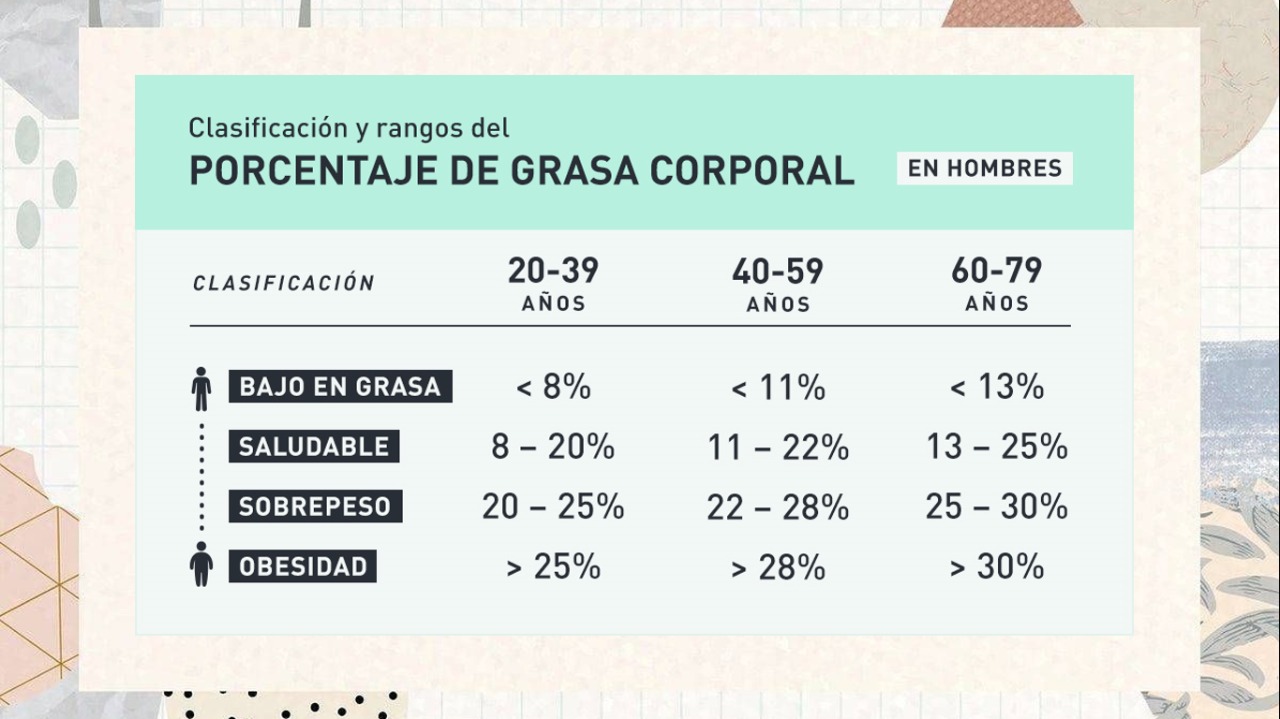 Clasificación y rangos del
PORCENTAJE DE GRASA CORPORAL
EN HOMBRES
CLASIFICACIÓN 20-39 AÑOS 40-59 AÑOS 60-79 AÑOS
BAJO EN GRASA < 8% < 11% < 13%
SALUDABLE 8 – 20% 11 – 22% 13 – 25%
SOBREPESO 20 – 25% 22 – 28% 25 – 30%
OBESIDAD > 25% > 28% > 30%